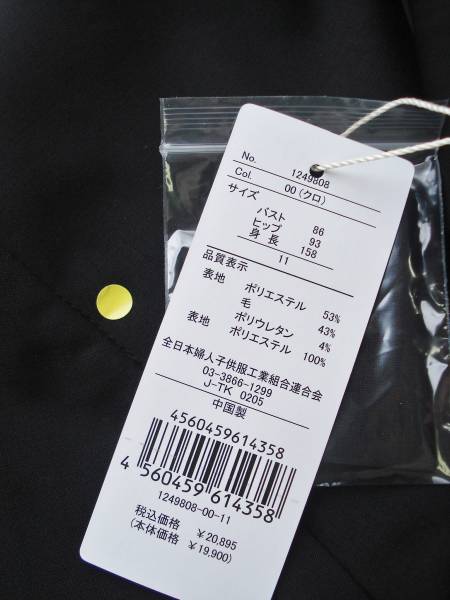 No. 1249808
Col. 00 (クロ)
サイズ
バスト 86
ヒップ 93
身長 158
11
品質表示
表地 ポリエステル 53%
毛 43%
ポリウレタン 4%
表地 ポリエステル 100%
全日本婦人子供服工業組合連合会
03-3866-1299
J-TK 0205
中国製
4560459614358
4 560459 614358
1249808-00-11
税込価格 ￥20,895
(本体価格 ￥19,900)